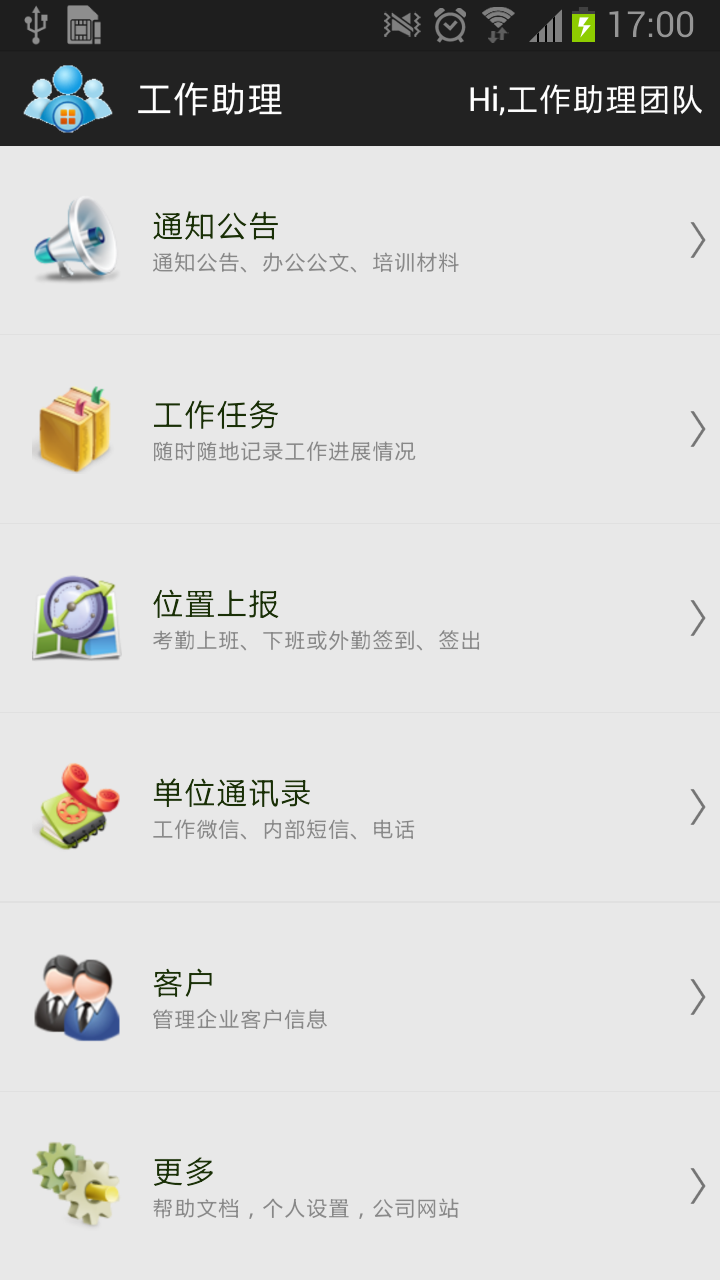 17:00
工作助理
Hi,工作助理团队
通知公告
通知公告、办公公文、培训材料
工作任务
随时随地记录工作进展情况
位置上报
考勤上班、下班或外勤签到、签出
单位通讯录
工作微信、内部短信、电话
客户
管理企业客户信息
更多
帮助文档，个人设置，公司网站